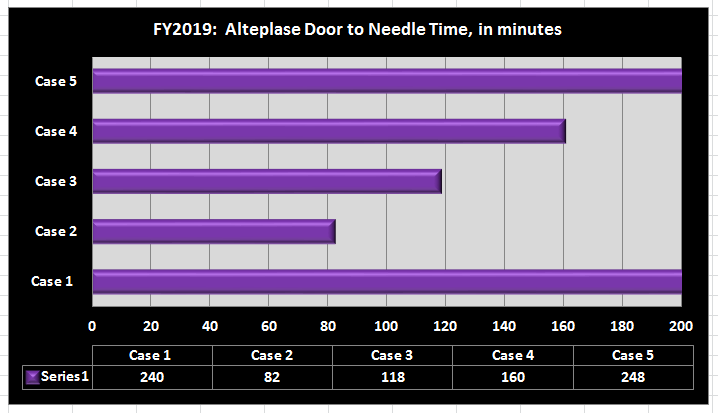 FY2019: Alteplase Door to Needle Time, in minutes
Case 5
Case 4
Case 3
Case 2
Case 1
0 20 40 60 80 100 120 140 160 180 200
Case 1 Case 2 Case 3 Case 4 Case 5
Series1 240 82 118 160 248